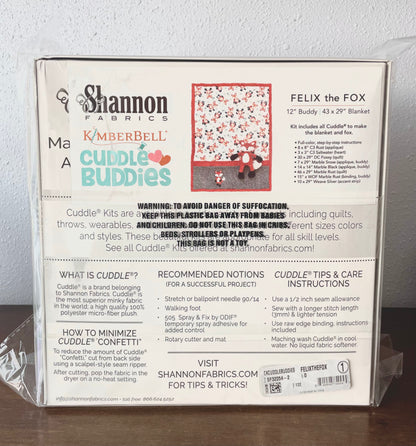 Shannon
FABRICS
KIMBERBELL
CUDDLE
BUDDIES
Ma
A
FELIX the FOX
12" Buddy | 43 x 29" Blanket
Kit includes all Cuddle® to make
the blanket and fox.
• Full-color, step-by-step instructions
WARNING: TO AVOID DANGER OF SUFFOCATION,
KEEP THIS PLASTIC BAG AWAY FROM BABIES
AND CHILDREN. DO NOT USE THIS BAG IN CRIBS,
BEDS, STROLLERS OR PLAYPENS.
THIS BAG IS NOT A TOY.
Cuddle® Kits are including quilts,
throws, wearables, different sizes colors
and styles. These be for all skill levels.
See all Cuddle® Kits offered at shannonfabrics.com!
WHAT IS CUDDLE®?
Cuddle® is a brand belonging
to Shannon Fabrics. Cuddle® is
the most superior minky fabric
in the world: a high quality 100%
polyester micro-fiber plush.
HOW TO MINIMIZE
CUDDLE® "CONFETTI"
To reduce the amount of Cuddle®
"Confetti," cut from back side
using a scalpel-style seam ripper.
After cutting, pop the fabric in the
dryer on a no-heat setting.
RECOMMENDED NOTIONS
(FOR A SUCCESSFUL PROJECT)
• Stretch or ballpoint needle 90/14
• Walking foot
• 505 Spray & Fix by ODIF®
temporary spray adhesive for
added control
• Rotary cutter and mat
CUDDLE® TIPS & CARE
INSTRUCTIONS
• Use a 1/2 inch seam allowance
• Sew with a longer stitch length
(3mm) & lighter tension
• Use raw edge binding, instructions
included
• Maching wash Cuddle® in cool
water. No liquid fabric softener.
VISIT
SHANNONFABRICS.COM
FOR TIPS & TRICKS!
info@shannonfabrics.com
FELIXTHEFOX
1